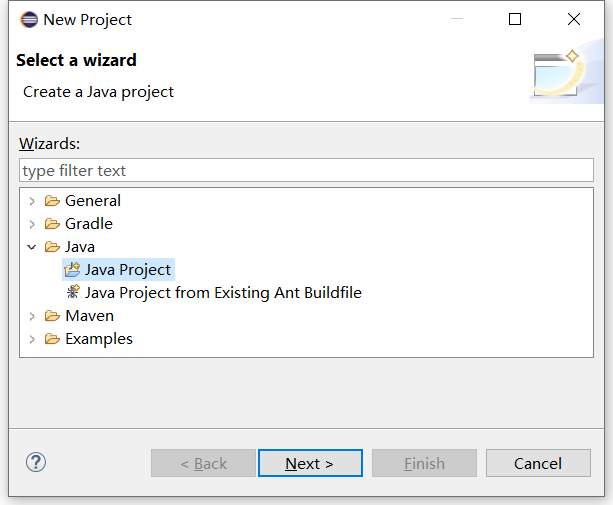 New Project
Select a wizard
Create a Java project
Wizards:
type filter text
General
Gradle
Java
Java Project
Java Project from Existing Ant Buildfile
Maven
Examples
?
< Back
Next >
Finish
Cancel